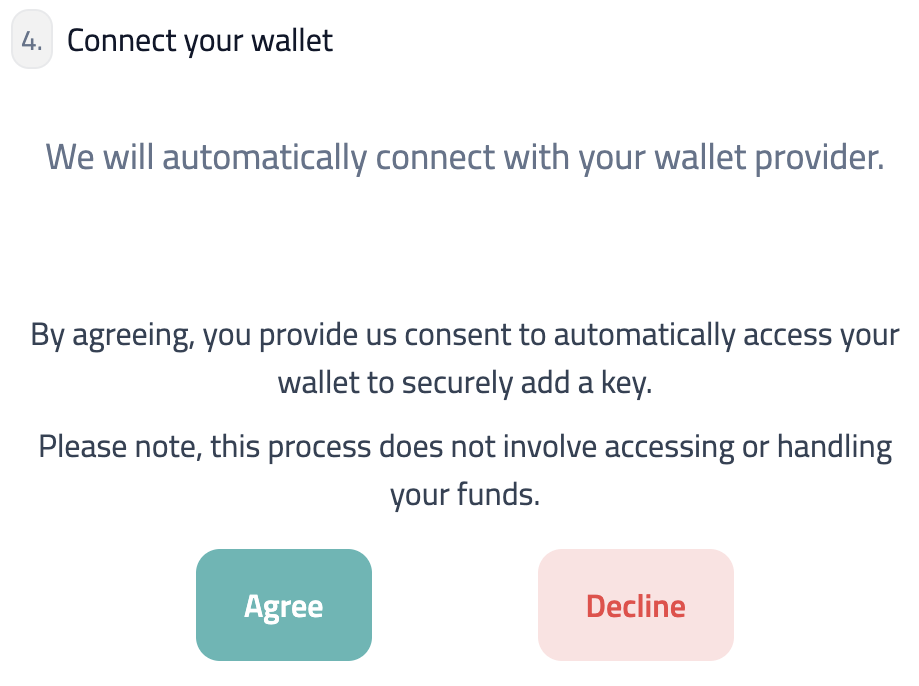 4. Connect your wallet
We will automatically connect with your wallet provider.
By agreeing, you provide us consent to automatically access your
wallet to securely add a key.
Please note, this process does not involve accessing or handling
your funds.
Agree
Decline